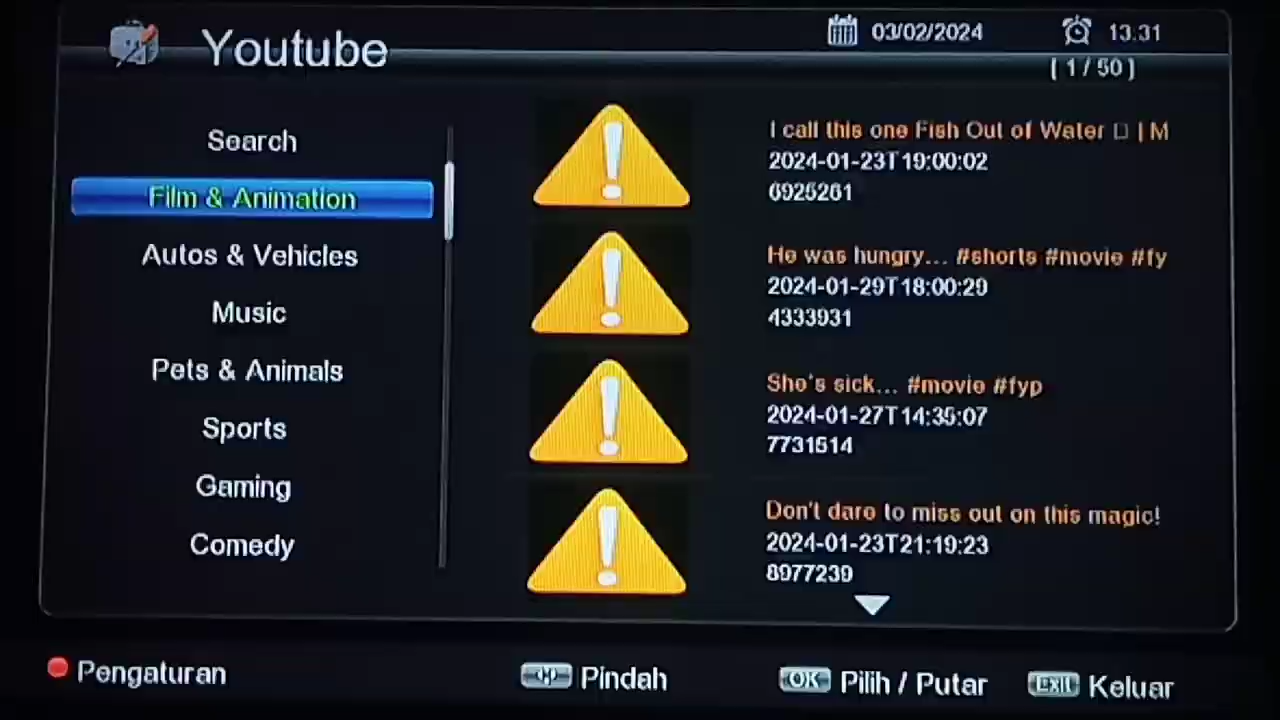 Youtube
03/02/2024
13:31
[ 1 / 50 ]
Search
Film & Animation
Autos & Vehicles
Music
Pets & Animals
Sports
Gaming
Comedy
I call this one Fish Out of Water □ | M
2024-01-23T19:00:02
6925261
He was hungry... #shorts #movie #fy
2024-01-29T18:00:29
4333931
She's sick... #movie #fyp
2024-01-27T14:35:07
7731514
Don't dare to miss out on this magic!
2024-01-23T21:19:23
8977239
Pengaturan
Pindah
OK Pilih / Putar
EXIT Keluar